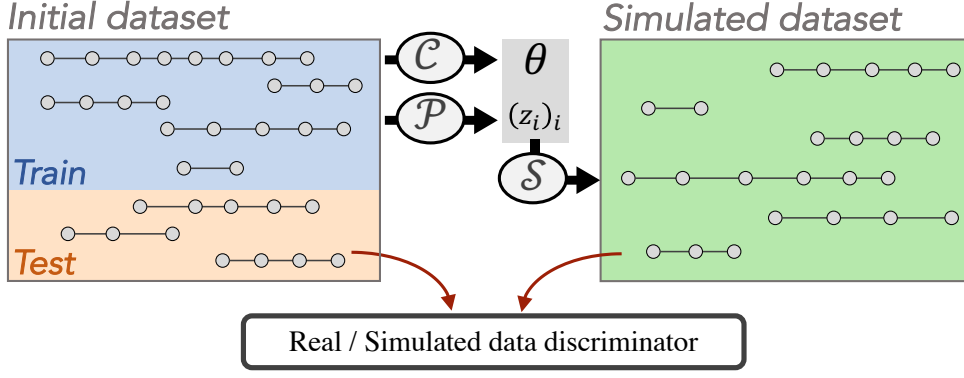 Initial dataset
Simulated dataset
𝒞
θ
𝒫
(z_i)_i
𝒮
Train
Test
Real / Simulated data discriminator